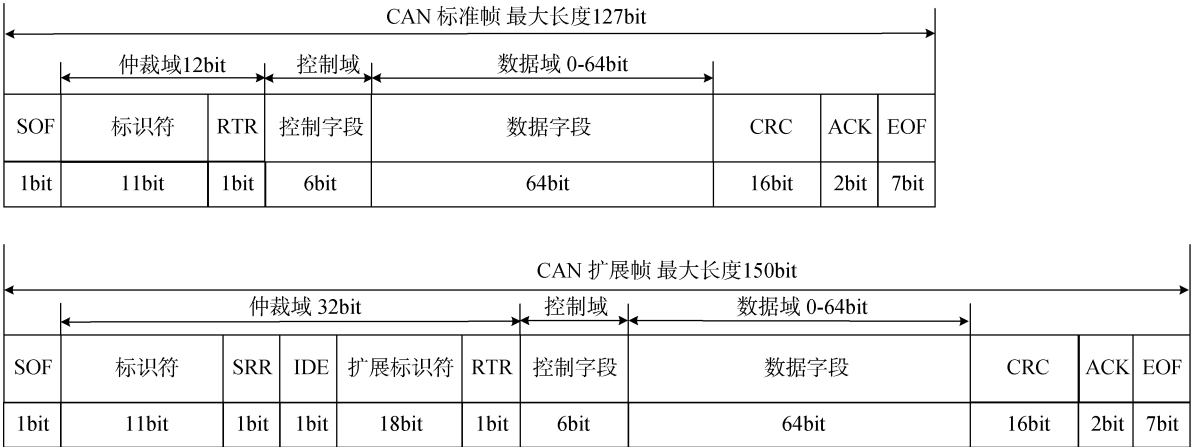 CAN 标准帧 最大长度127bit
仲裁域12bit 控制域 数据域 0-64bit
SOF 标识符 RTR 控制字段 数据字段 CRC ACK EOF
1bit 11bit 1bit 6bit 64bit 16bit 2bit 7bit
CAN 扩展帧 最大长度150bit
仲裁域 32bit 控制域 数据域 0-64bit
SOF 标识符 SRR IDE 扩展标识符 RTR 控制字段 数据字段 CRC ACK EOF
1bit 11bit 1bit 1bit 18bit 1bit 6bit 64bit 16bit 2bit 7bit